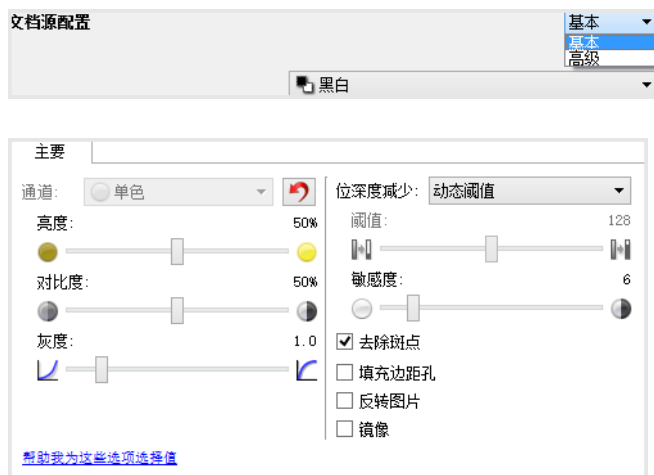 文档源配置
基本
基本
高级
黑白
主要
通道: 单色
位深度减少: 动态阈值
亮度: 50%
阈值: 128
对比度: 50%
敏感度: 6
灰度: 1.0
去除斑点
填充边距孔
反转图片
镜像
帮助我为这些选项选择值